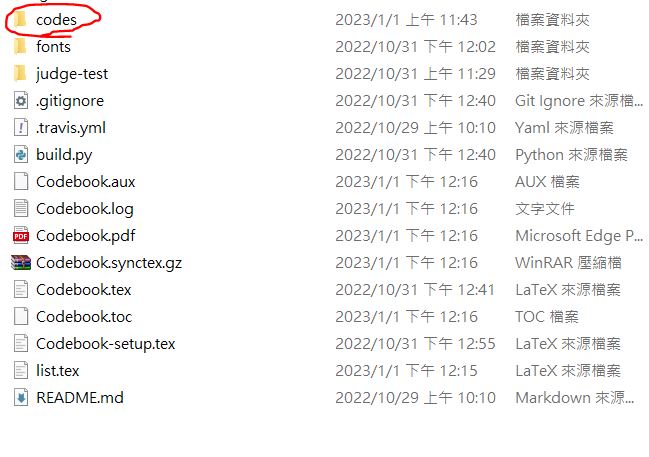 codes 2023/1/1 上午 11:43 檔案資料夾
fonts 2022/10/31 下午 12:02 檔案資料夾
judge-test 2022/10/31 上午 11:29 檔案資料夾
.gitignore 2022/10/31 下午 12:40 Git Ignore 來源檔...
.travis.yml 2022/10/29 上午 10:10 Yaml 來源檔案
build.py 2022/10/31 下午 12:40 Python 來源檔案
Codebook.aux 2023/1/1 下午 12:16 AUX 檔案
Codebook.log 2023/1/1 下午 12:16 文字文件
Codebook.pdf 2023/1/1 下午 12:16 Microsoft Edge P...
Codebook.synctex.gz 2023/1/1 下午 12:16 WinRAR 壓縮檔
Codebook.tex 2022/10/31 下午 12:41 LaTeX 來源檔案
Codebook.toc 2023/1/1 下午 12:16 TOC 檔案
Codebook-setup.tex 2022/10/31 下午 12:55 LaTeX 來源檔案
list.tex 2023/1/1 下午 12:15 LaTeX 來源檔案
README.md 2022/10/29 上午 10:10 Markdown 來源...